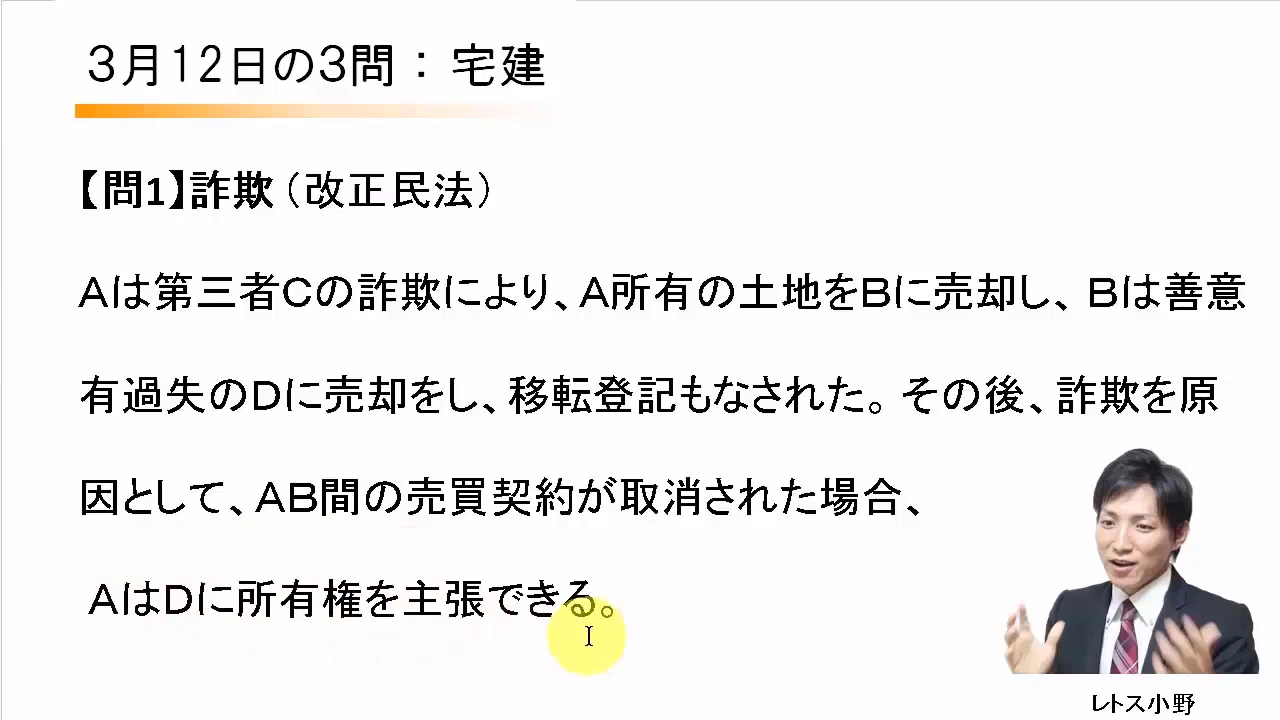 ３月12日の３問：宅建
【問1】詐欺（改正民法）
Ａは第三者Ｃの詐欺により、Ａ所有の土地をＢに売却し、Ｂは善意
有過失のＤに売却をし、移転登記もなされた。その後、詐欺を原
因として、ＡＢ間の売買契約が取消された場合、
ＡはＤに所有権を主張できる。
レトス小野